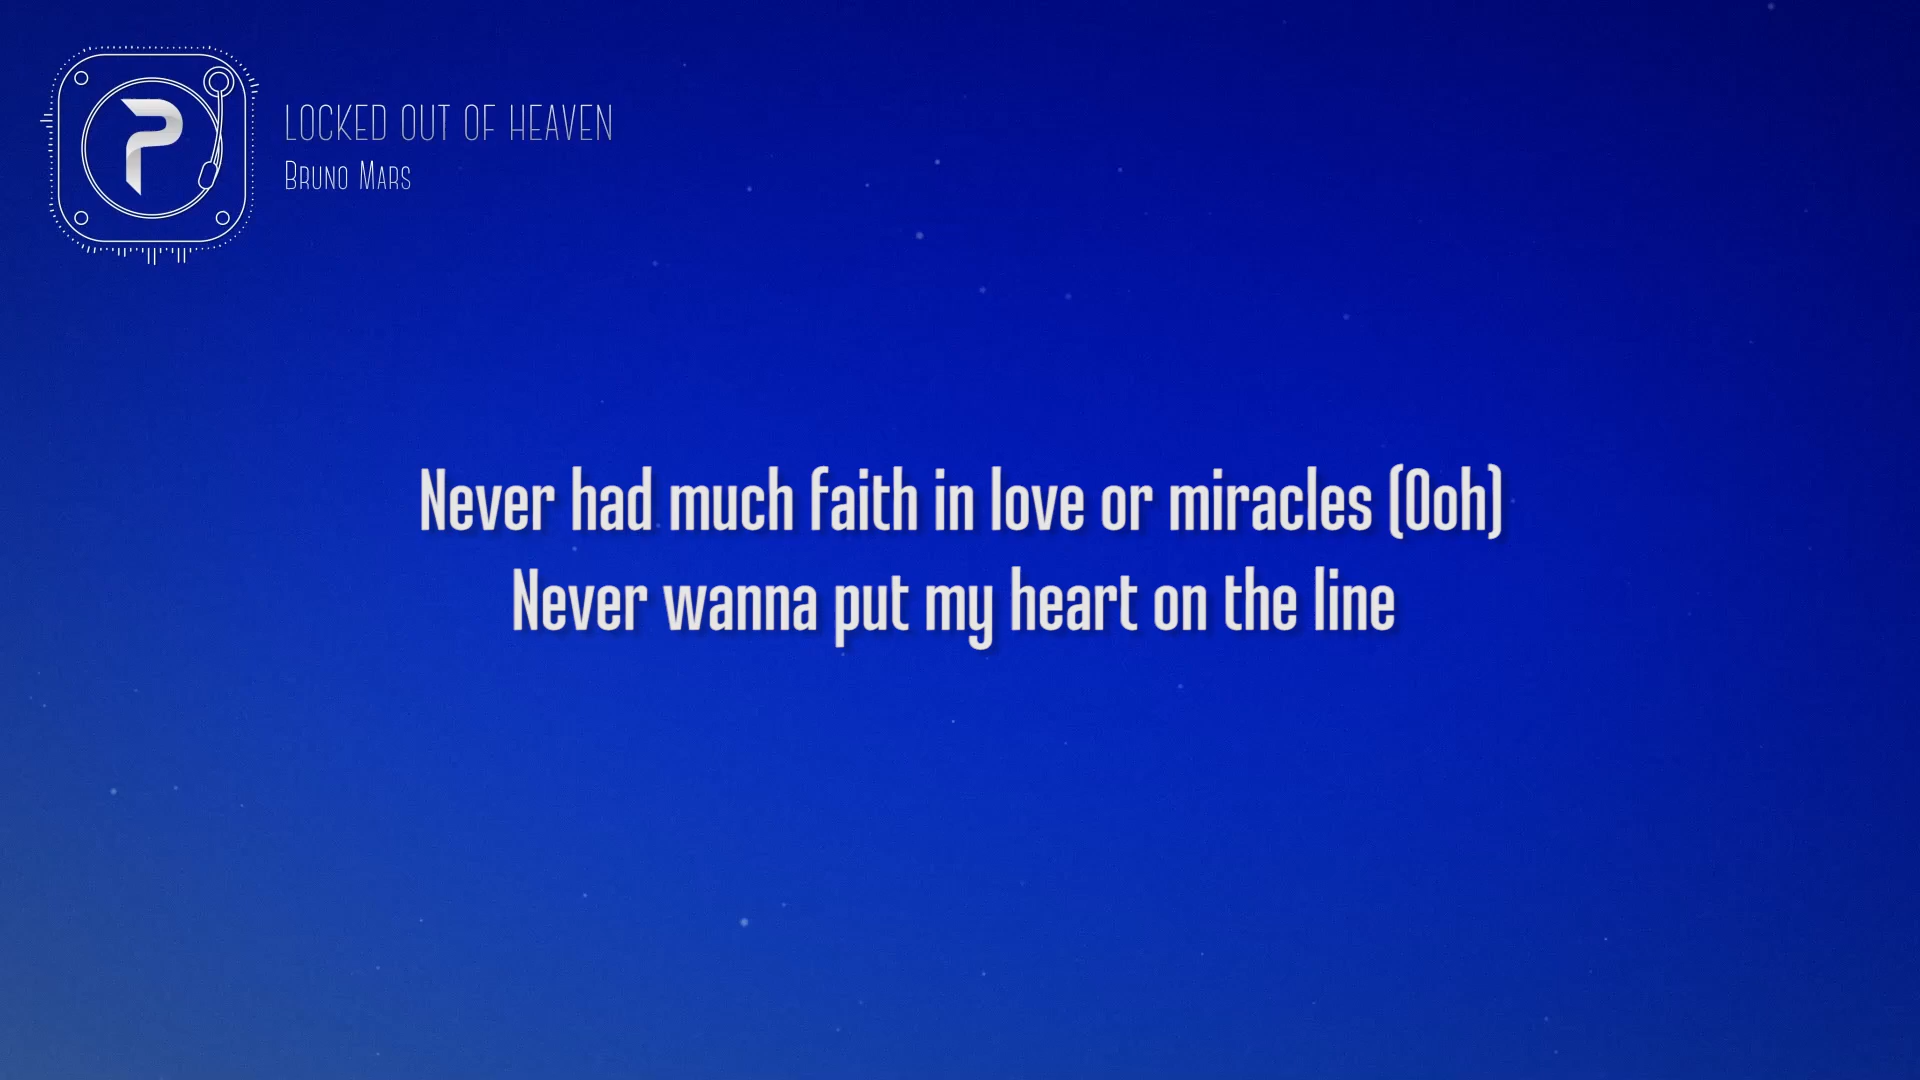 P
LOCKED OUT OF HEAVEN
Bruno Mars
Never had much faith in love or miracles (Ooh)
Never wanna put my heart on the line